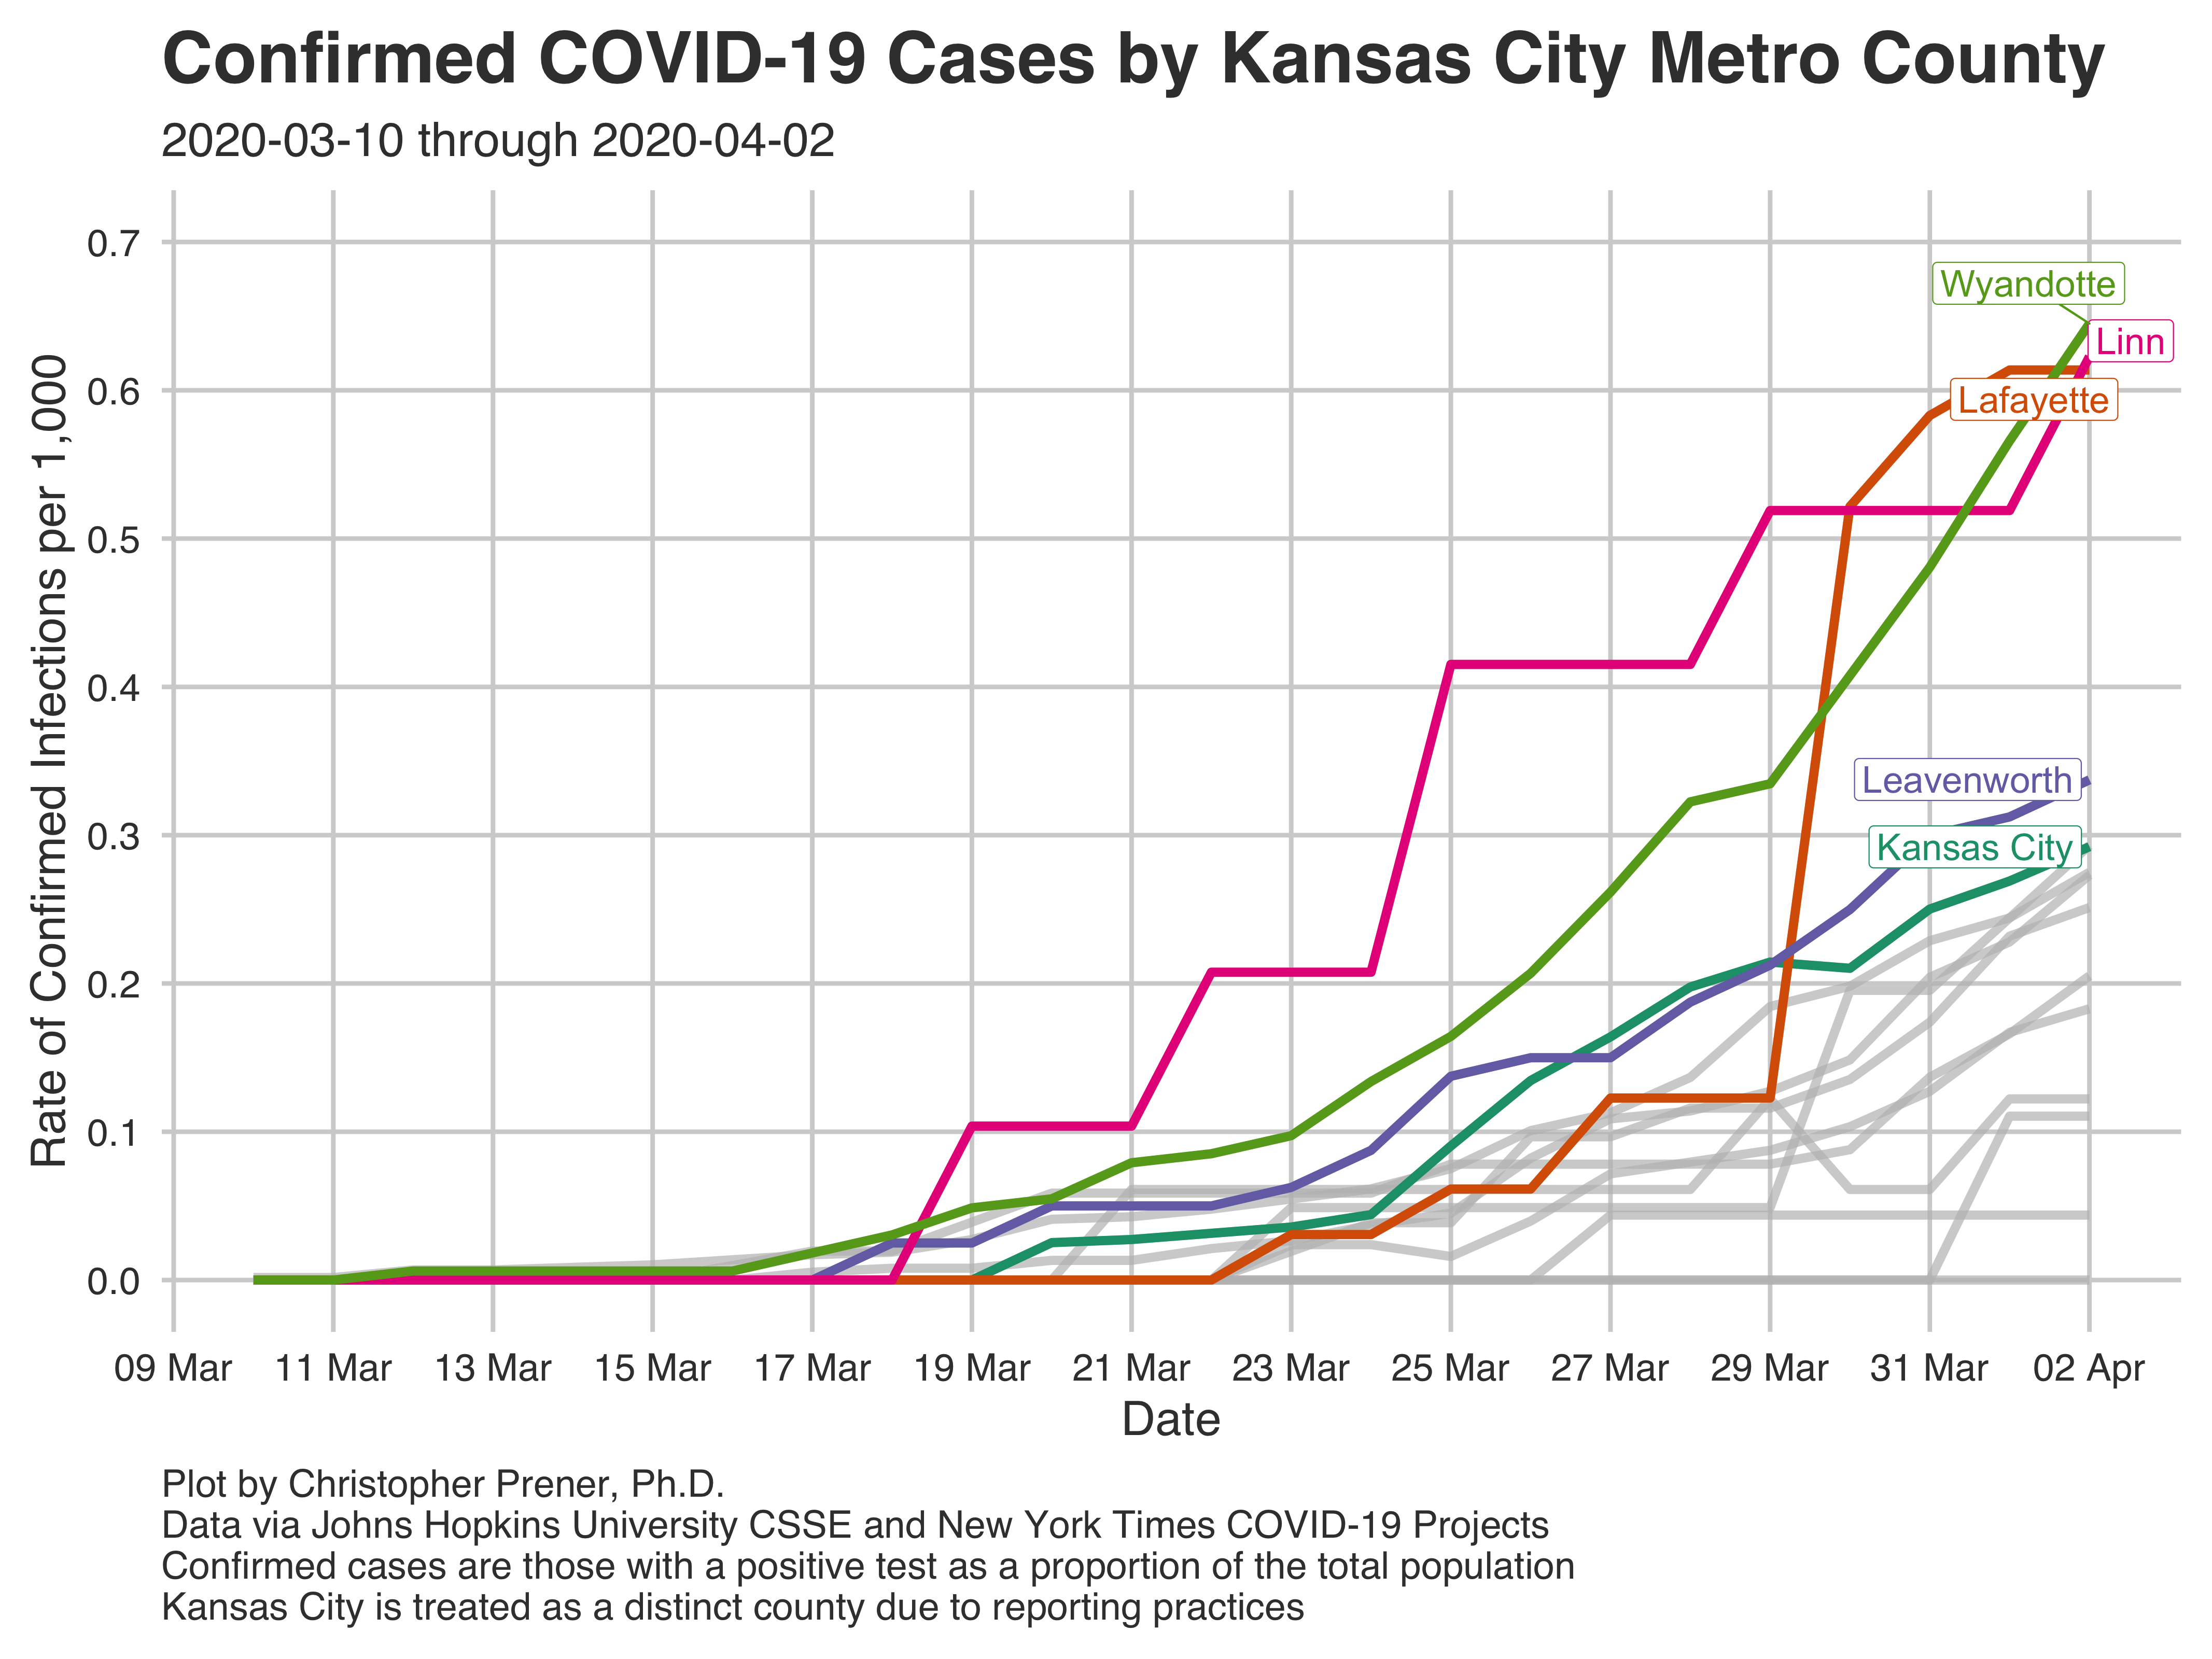 Confirmed COVID-19 Cases by Kansas City Metro County
2020-03-10 through 2020-04-02
Rate of Confirmed Infections per 1,000
0.7
0.6
0.5
0.4
0.3
0.2
0.1
0.0
Wyandotte
Linn
Lafayette
Leavenworth
Kansas City
09 Mar 11 Mar 13 Mar 15 Mar 17 Mar 19 Mar 21 Mar 23 Mar 25 Mar 27 Mar 29 Mar 31 Mar 02 Apr
Date
Plot by Christopher Prener, Ph.D.
Data via Johns Hopkins University CSSE and New York Times COVID-19 Projects
Confirmed cases are those with a positive test as a proportion of the total population
Kansas City is treated as a distinct county due to reporting practices